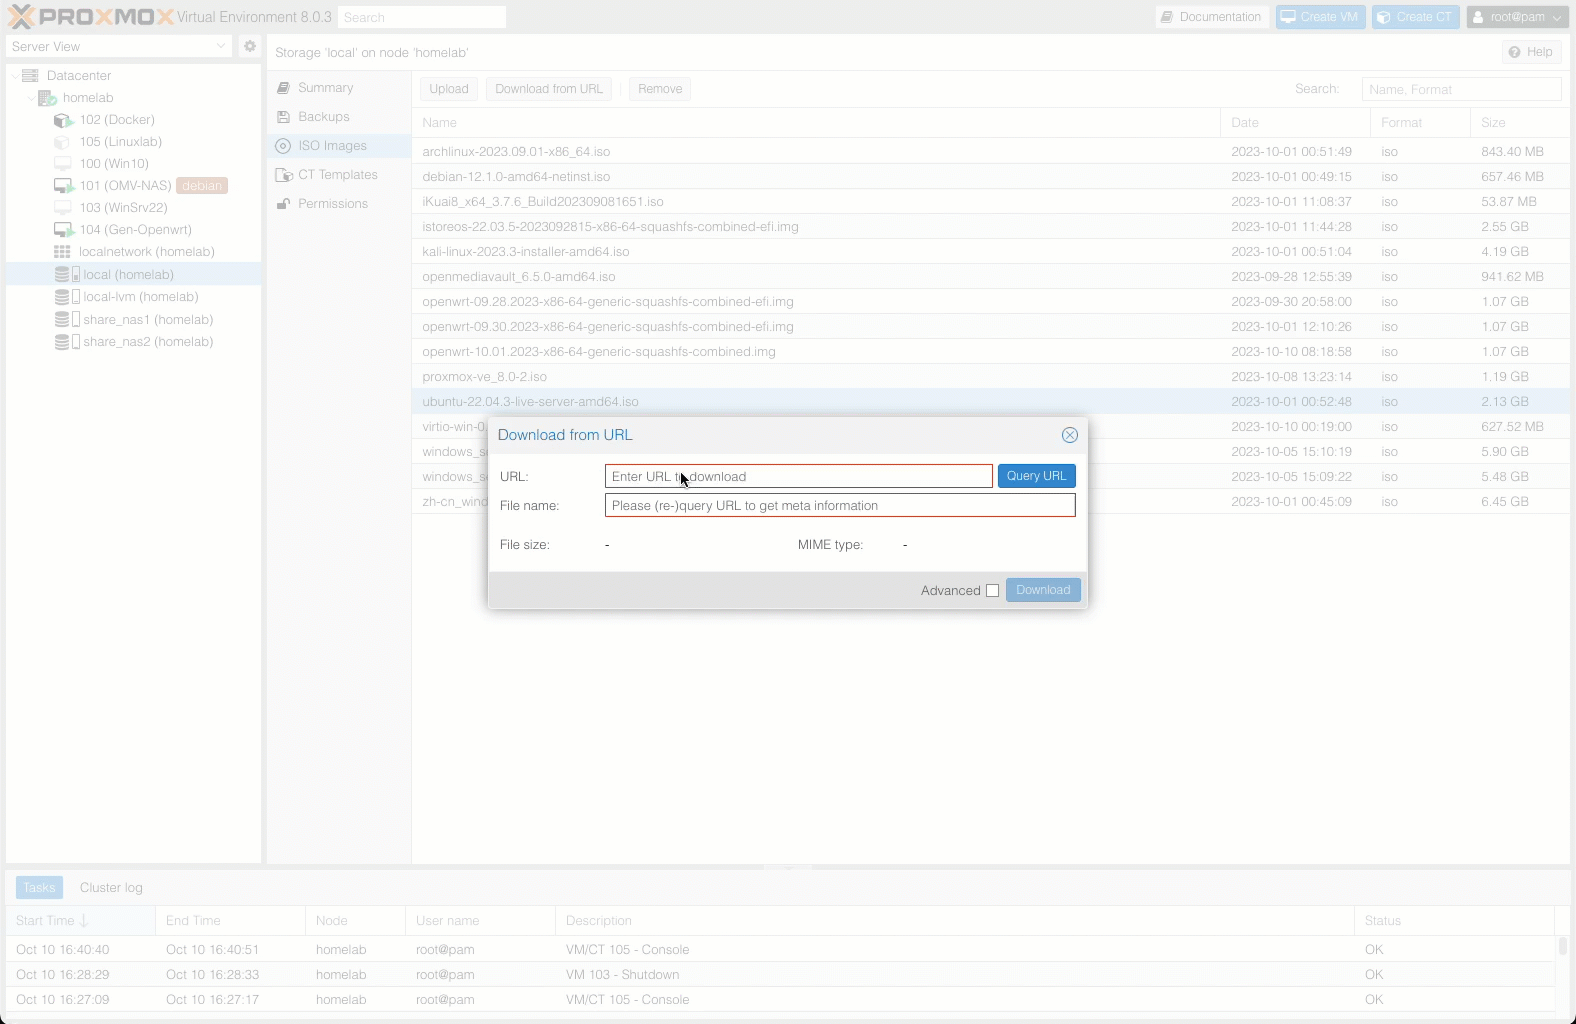 PROXMOX Virtual Environment 8.0.3 Search Documentation Create VM Create CT root@pam
Server View
Storage 'local' on node 'homelab' Help
Datacenter
homelab
102 (Docker)
105 (Linuxlab)
100 (Win10)
101 (OMV-NAS) debian
103 (WinSrv22)
104 (Gen-Openwrt)
localnetwork (homelab)
local (homelab)
local-lvm (homelab)
share_nas1 (homelab)
share_nas2 (homelab)
Summary
Backups
ISO Images
CT Templates
Permissions
Upload Download from URL Remove Search: Name, Format
Name Date Format Size
archlinux-2023.09.01-x86_64.iso 2023-10-01 00:51:49 iso 843.40 MB
debian-12.1.0-amd64-netinst.iso 2023-10-01 00:49:15 iso 657.46 MB
iKuai8_x64_3.7.6_Build202309081651.iso 2023-10-01 11:08:37 iso 53.87 MB
istoreos-22.03.5-2023092815-x86-64-squashfs-combined-efi.img 2023-10-01 11:44:28 iso 2.55 GB
kali-linux-2023.3-installer-amd64.iso 2023-10-01 00:51:04 iso 4.19 GB
openmediavault_6.5.0-amd64.iso 2023-09-28 12:55:39 iso 941.62 MB
openwrt-09.28.2023-x86-64-generic-squashfs-combined-efi.img 2023-09-30 20:58:00 iso 1.07 GB
openwrt-09.30.2023-x86-64-generic-squashfs-combined-efi.img 2023-10-01 12:10:26 iso 1.07 GB
openwrt-10.01.2023-x86-64-generic-squashfs-combined.img 2023-10-10 08:18:58 iso 1.07 GB
proxmox-ve_8.0-2.iso 2023-10-08 13:23:14 iso 1.19 GB
ubuntu-22.04.3-live-server-amd64.iso 2023-10-01 00:52:48 iso 2.13 GB
virtio-win-0. 2023-10-10 00:19:00 iso 627.52 MB
windows_se 2023-10-05 15:10:19 iso 5.90 GB
windows_se 2023-10-05 15:09:22 iso 5.48 GB
zh-cn_wind 2023-10-01 00:45:09 iso 6.45 GB
Download from URL
URL: Enter URL to download Query URL
File name: Please (re-)query URL to get meta information
File size: - MIME type: -
Advanced Download
Tasks Cluster log
Start Time End Time Node User name Description Status
Oct 10 16:40:40 Oct 10 16:40:51 homelab root@pam VM/CT 105 - Console OK
Oct 10 16:28:29 Oct 10 16:28:33 homelab root@pam VM 103 - Shutdown OK
Oct 10 16:27:09 Oct 10 16:27:17 homelab root@pam VM/CT 105 - Console OK